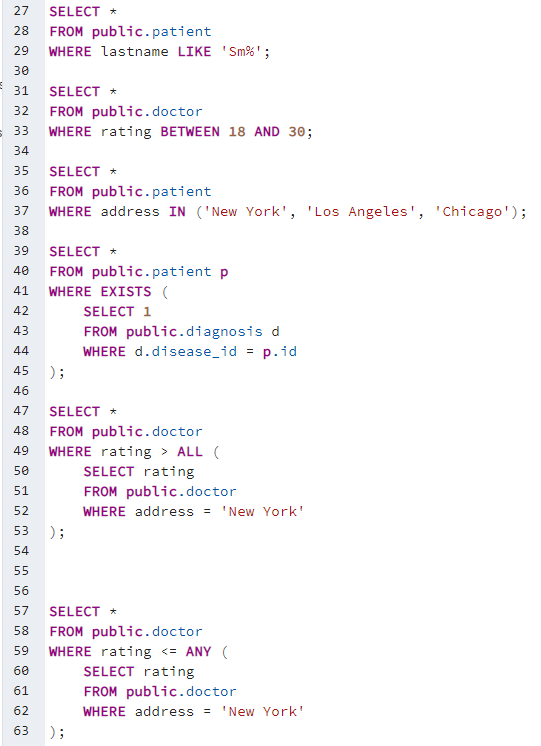 27 SELECT *
28 FROM public.patient
29 WHERE lastname LIKE 'Sm%';
30
31 SELECT *
32 FROM public.doctor
33 WHERE rating BETWEEN 18 AND 30;
34
35 SELECT *
36 FROM public.patient
37 WHERE address IN ('New York', 'Los Angeles', 'Chicago');
38
39 SELECT *
40 FROM public.patient p
41 WHERE EXISTS (
42     SELECT 1
43     FROM public.diagnosis d
44     WHERE d.disease_id = p.id
45 );
46
47 SELECT *
48 FROM public.doctor
49 WHERE rating > ALL (
50     SELECT rating
51     FROM public.doctor
52     WHERE address = 'New York'
53 );
54
55
56
57 SELECT *
58 FROM public.doctor
59 WHERE rating <= ANY (
60     SELECT rating
61     FROM public.doctor
62     WHERE address = 'New York'
63 );